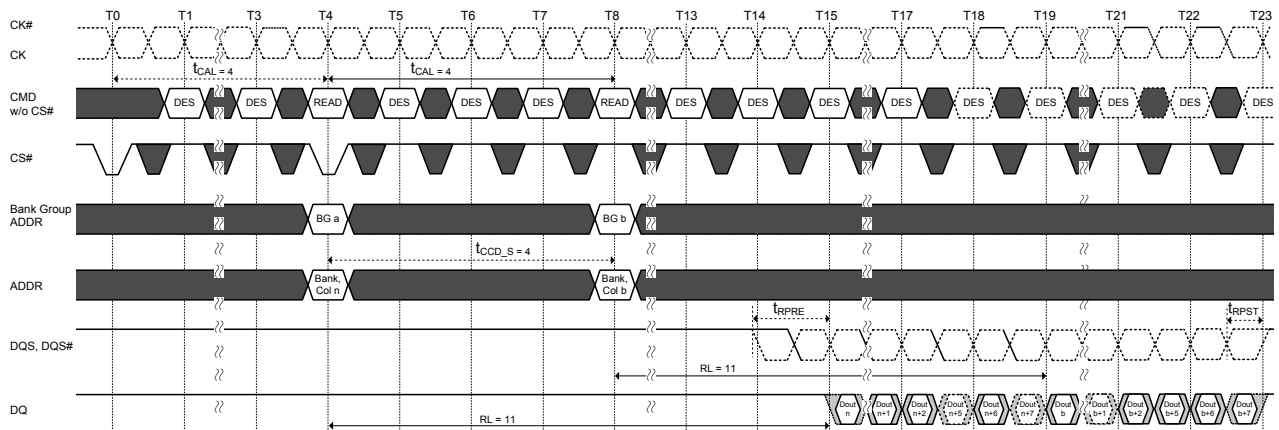 T0 T1 T3 T4 T5 T6 T7 T8 T13 T14 T15 T17 T18 T19 T21 T22 T23
CK#
CK
tCAL = 4 tCAL = 4
CMD w/o CS# DES DES READ DES DES DES READ DES DES DES DES DES DES DES DES DES
CS#
Bank Group ADDR BG a BG b
tCCD_S = 4
ADDR Bank, Col n Bank, Col b
tRPRE tRPST
DQS, DQS#
RL = 11
DQ Dout n Dout n+1 Dout n+2 Dout n+5 Dout n+6 Dout n+7 Dout b Dout b+1 Dout b+2 Dout b+5 Dout b+6 Dout b+7
RL = 11